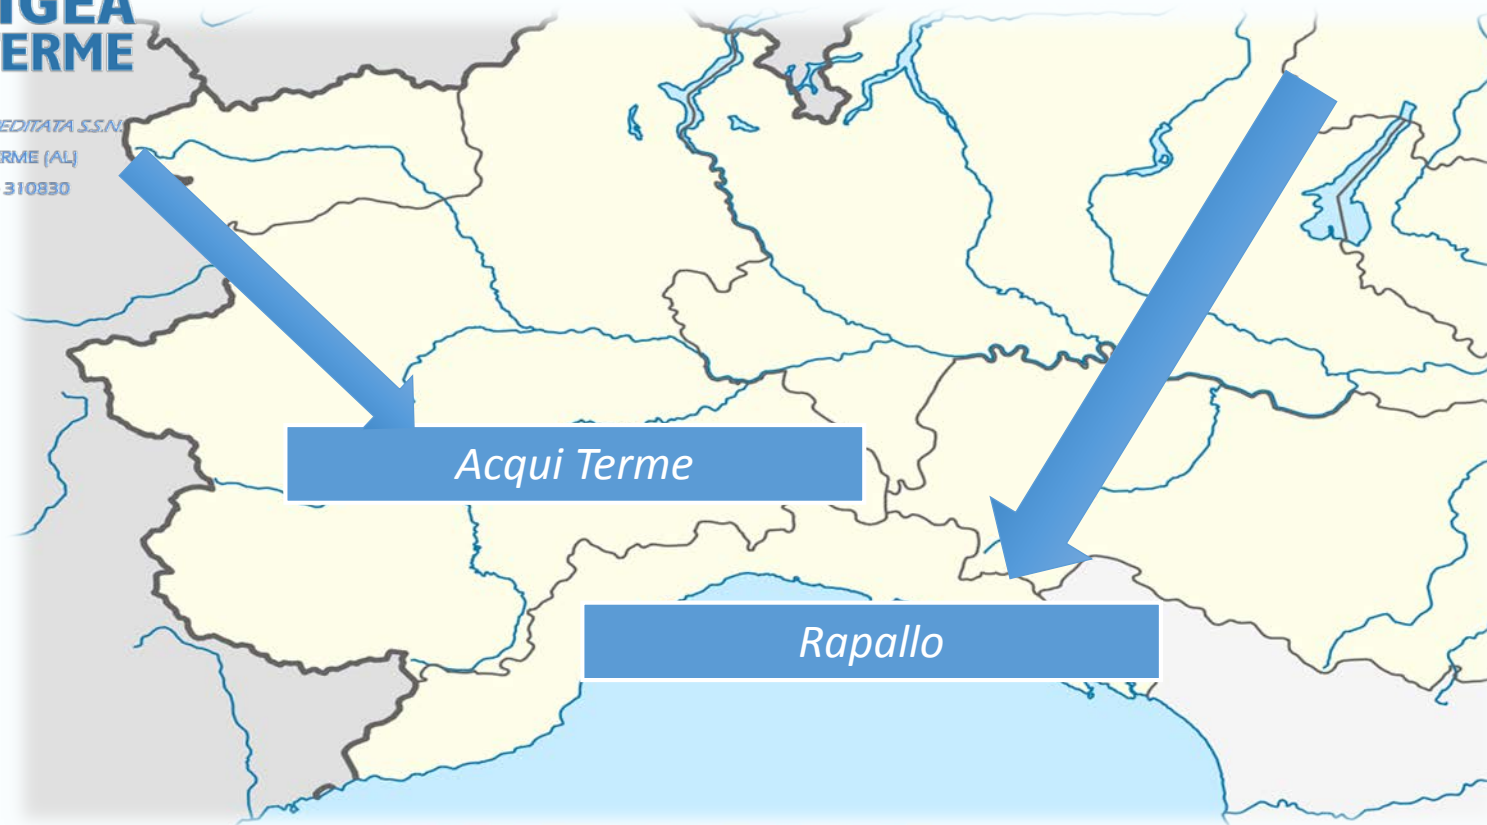 IGEA
ERME
EDITATA S.S.N.
RME (AL)
310830
Acqui Terme
Rapallo